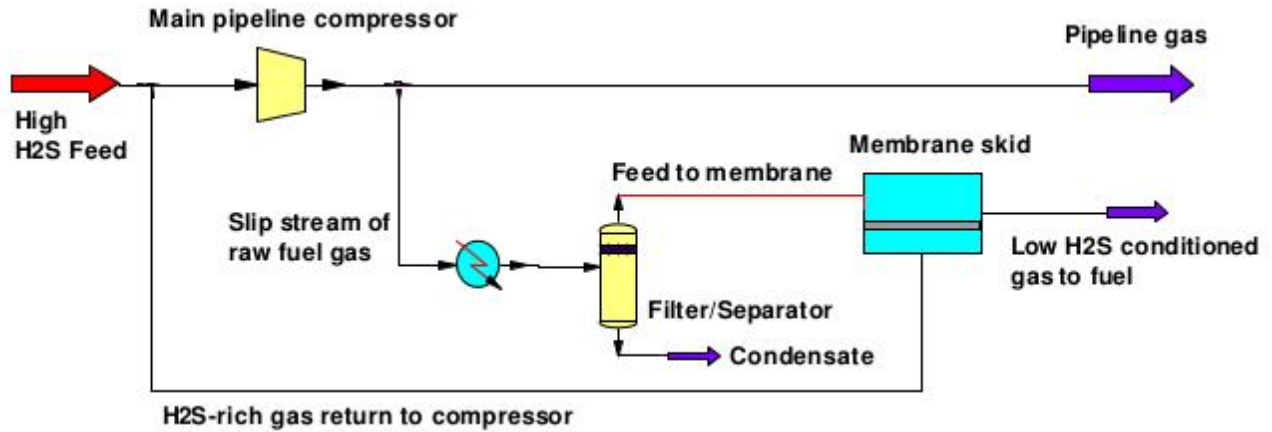 Main pipeline compressor
Pipeline gas
High
H2S Feed
Membrane skid
Feed to membrane
Slip stream of
raw fuel gas
Low H2S conditioned
gas to fuel
Filter/Separator
Condensate
H2S-rich gas return to compressor